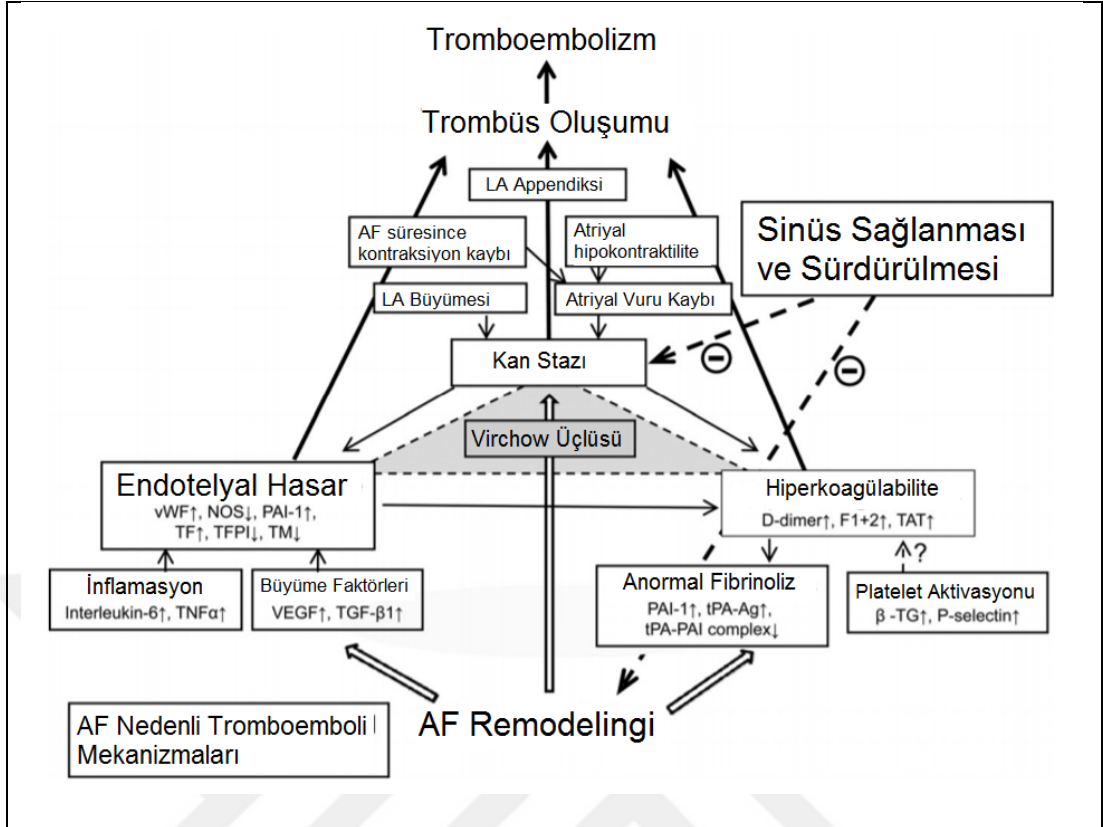 Tromboembolizm
Trombüs Oluşumu
LA Appendiksi
AF süresince
kontraksiyon kaybı
Atriyal
hipokontraktilite
Sinüs Sağlanması
ve Sürdürülmesi
LA Büyümesi
Atriyal Vuru Kaybı
Kan Stazı
Virchow Üçlüsü
Endotelyal Hasar
vWF↑, NOS↓, PAI-1↑,
TF↑, TFPI↓, TM↓
Hiperkoagülabilite
D-dimer↑, F1+2↑, TAT↑
?
İnflamasyon
Interleukin-6↑, TNFα↑
Büyüme Faktörleri
VEGF↑, TGF-β1↑
Anormal Fibrinoliz
PAI-1↑, tPA-Ag↑,
tPA-PAI complex↓
Platelet Aktivasyonu
β -TG↑, P-selectin↑
AF Nedenli Tromboemboli
Mekanizmaları
AF Remodelingi